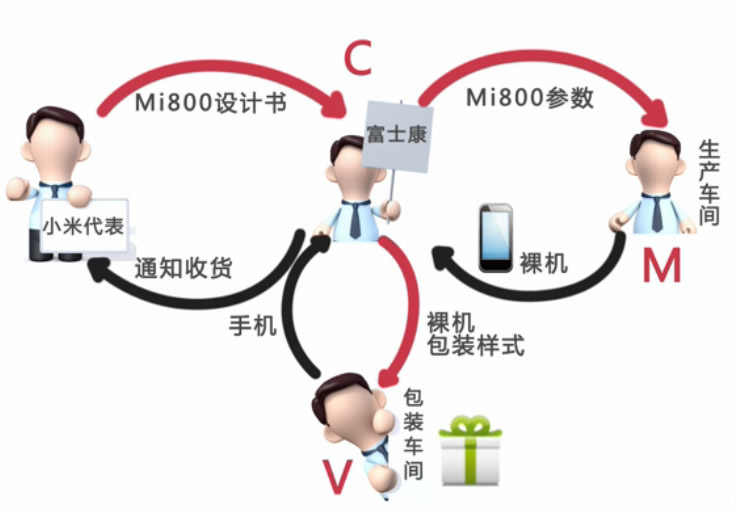 C
Mi800设计书
Mi800参数
富士康
生产车间
小米代表
M
通知收货
裸机
手机
裸机
包装样式
包装车间
V